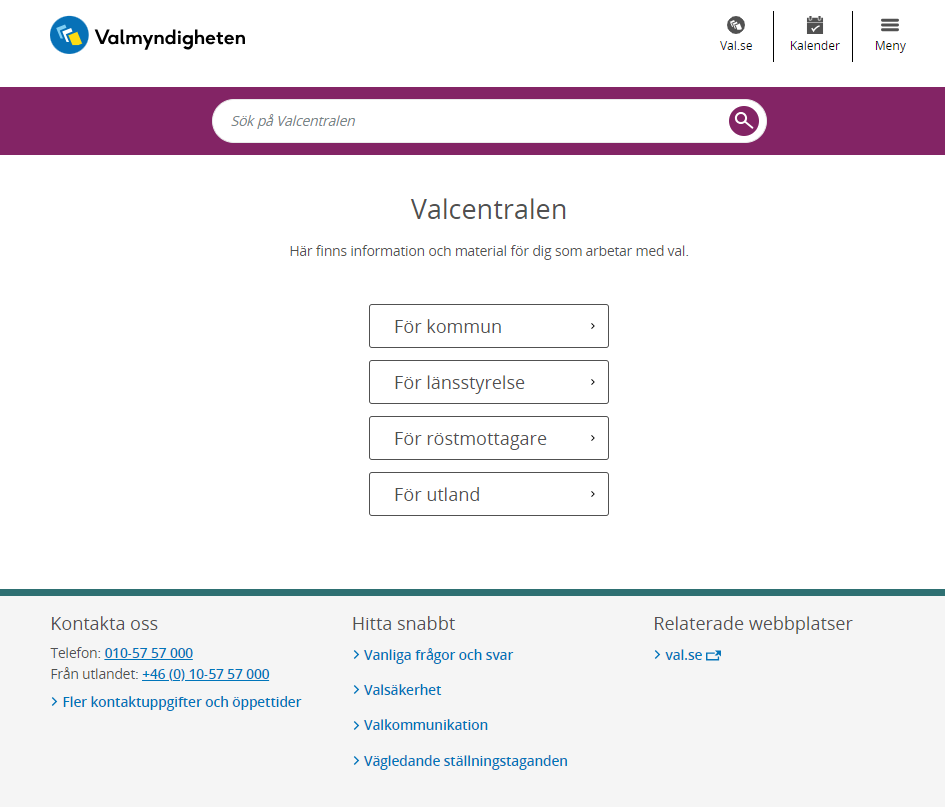 Valmyndigheten
Val.se
Kalender
Meny
Sök på Valcentralen
Valcentralen
Här finns information och material för dig som arbetar med val.
För kommun
För länsstyrelse
För röstmottagare
För utland
Kontakta oss
Telefon: 010-57 57 000
Från utlandet: +46 (0) 10-57 57 000
Fler kontaktuppgifter och öppettider
Hitta snabbt
Vanliga frågor och svar
Valsäkerhet
Valkommunikation
Vägledande ställningstaganden
Relaterade webbplatser
val.se